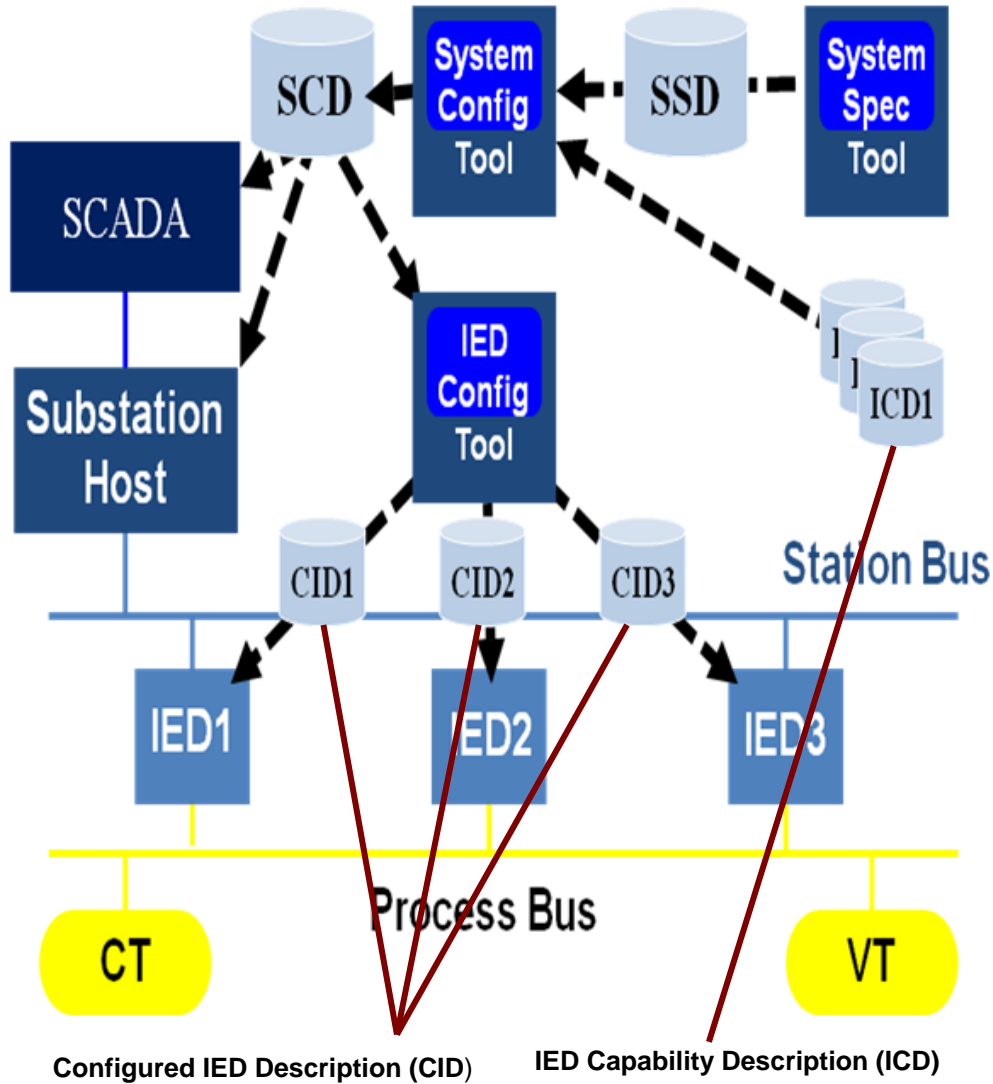 SCD
System
Config
Tool
SSD
System
Spec
Tool
SCADA
IED
Config
Tool
I
I
ICD1
Substation
Host
CID1
CID2
CID3
Station Bus
IED1
IED2
IED3
Process Bus
CT
VT
Configured IED Description (CID)
IED Capability Description (ICD)